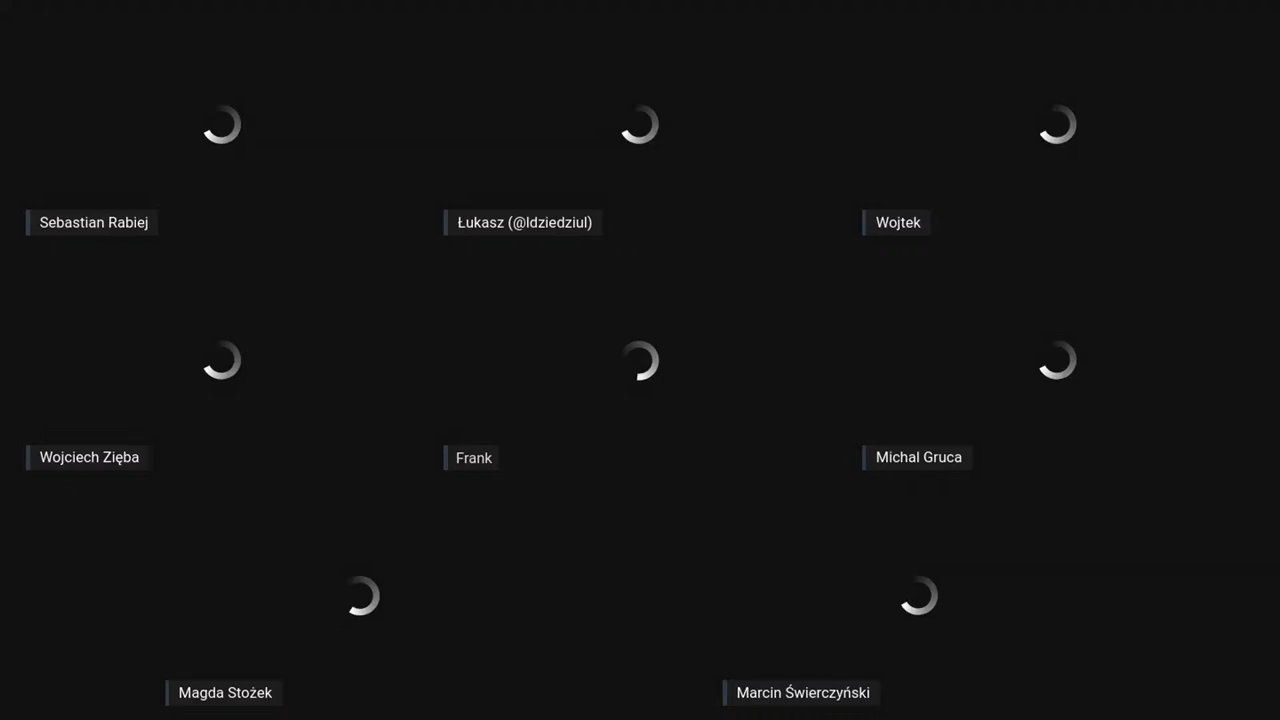 Sebastian Rabiej
Łukasz (@ldziedziul)
Wojtek
Wojciech Zięba
Frank
Michal Gruca
Magda Stożek
Marcin Świerczyński